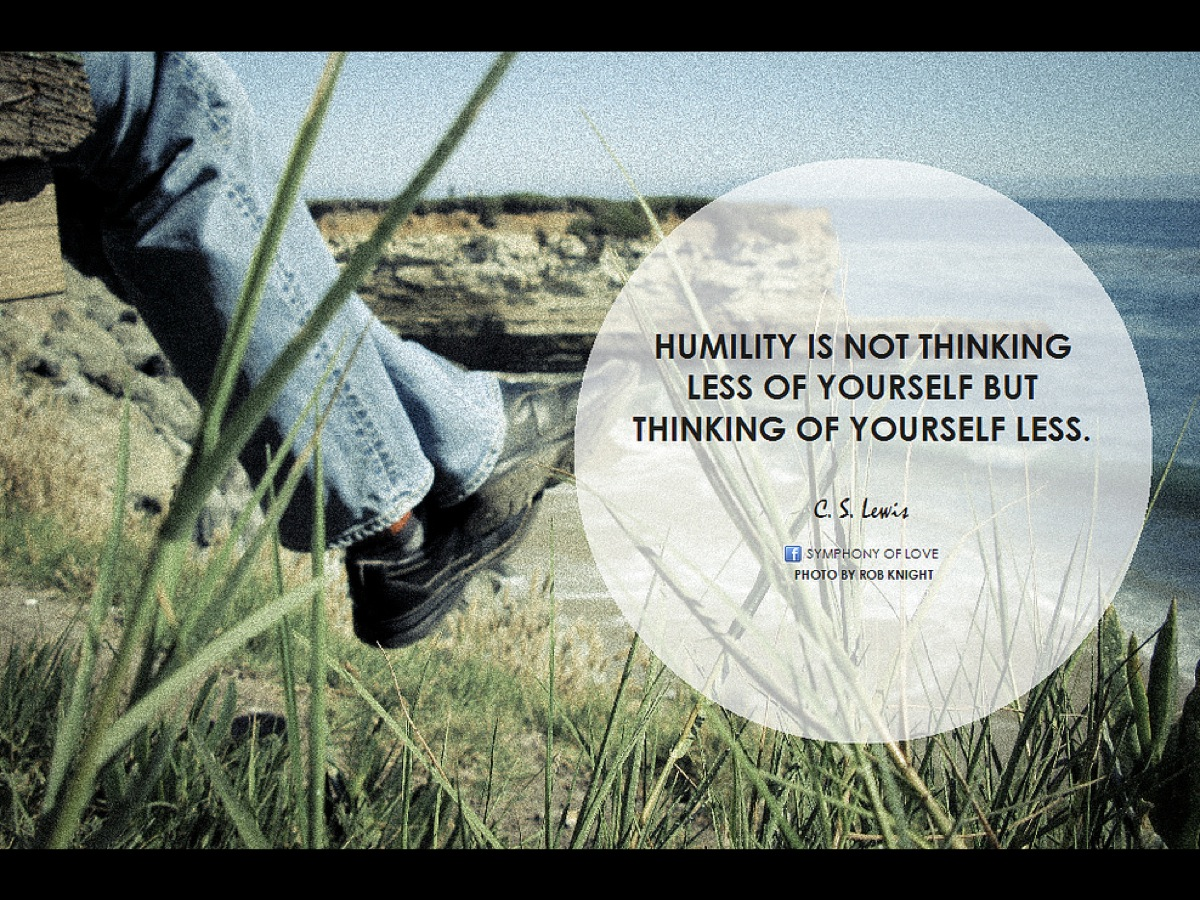 HUMILITY IS NOT THINKING
LESS OF YOURSELF BUT
THINKING OF YOURSELF LESS.
C. S. Lewis
f SYMPHONY OF LOVE
PHOTO BY ROB KNIGHT